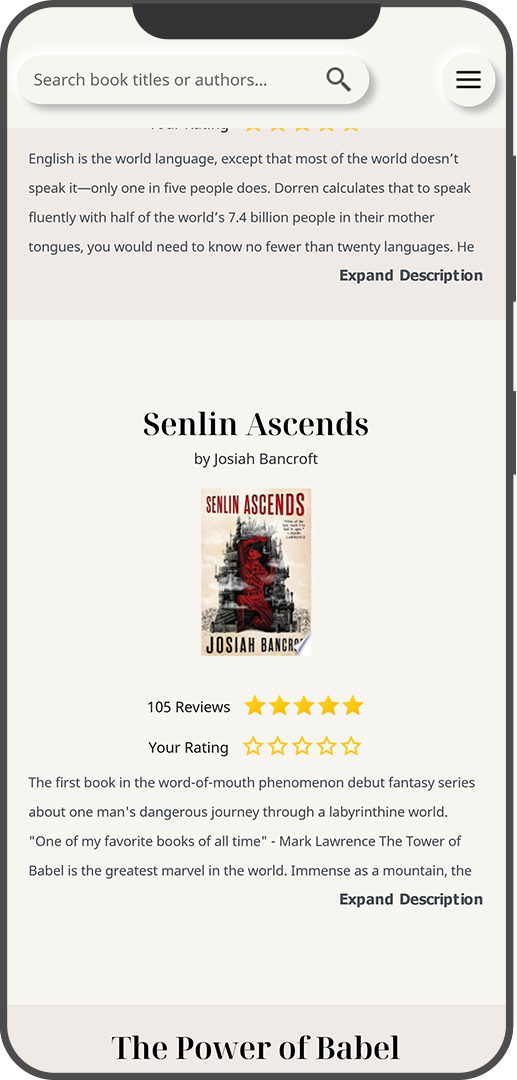 Search book titles or authors...
Your Rating
English is the world language, except that most of the world doesn't
speak it—only one in five people does. Dorren calculates that to speak
fluently with half of the world's 7.4 billion people in their mother
tongues, you would need to know no fewer than twenty languages. He
Expand Description
Senlin Ascends
by Josiah Bancroft
SENLIN ASCENDS
JOSIAH BANCRO
105 Reviews
Your Rating
The first book in the word-of-mouth phenomenon debut fantasy series
about one man's dangerous journey through a labyrinthine world.
"One of my favorite books of all time" - Mark Lawrence The Tower of
Babel is the greatest marvel in the world. Immense as a mountain, the
Expand Description
The Power of Babel